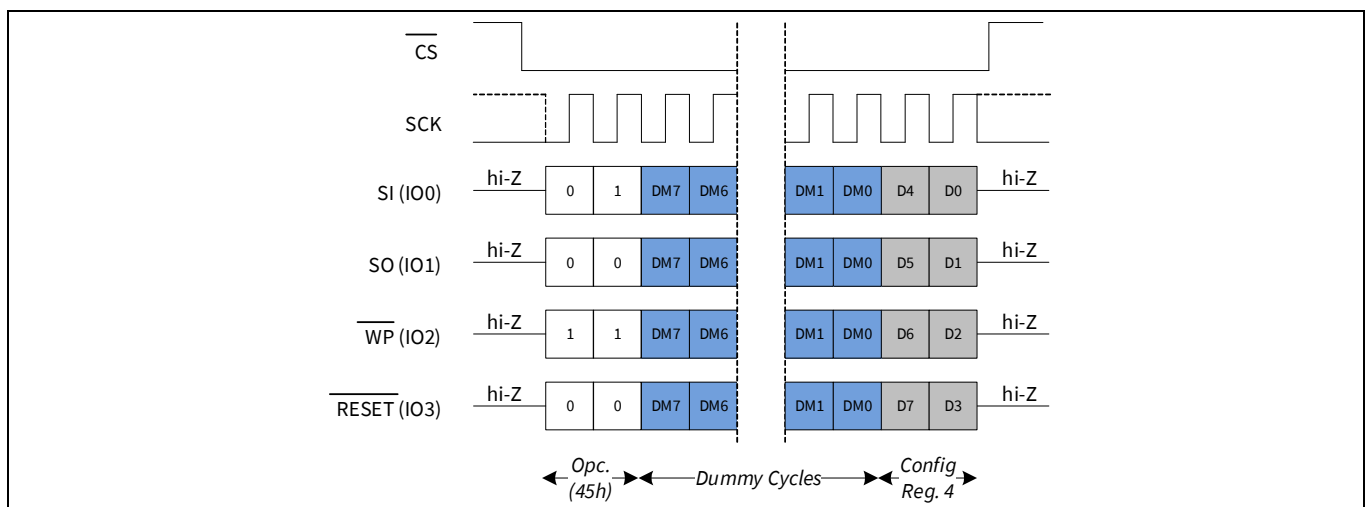 CS
SCK
SI (IO0) hi-Z 0 1 DM7 DM6 DM1 DM0 D4 D0 hi-Z
SO (IO1) hi-Z 0 0 DM7 DM6 DM1 DM0 D5 D1 hi-Z
WP (IO2) hi-Z 1 1 DM7 DM6 DM1 DM0 D6 D2 hi-Z
RESET (IO3) hi-Z 0 0 DM7 DM6 DM1 DM0 D7 D3 hi-Z
Opc. (45h) Dummy Cycles Config Reg. 4